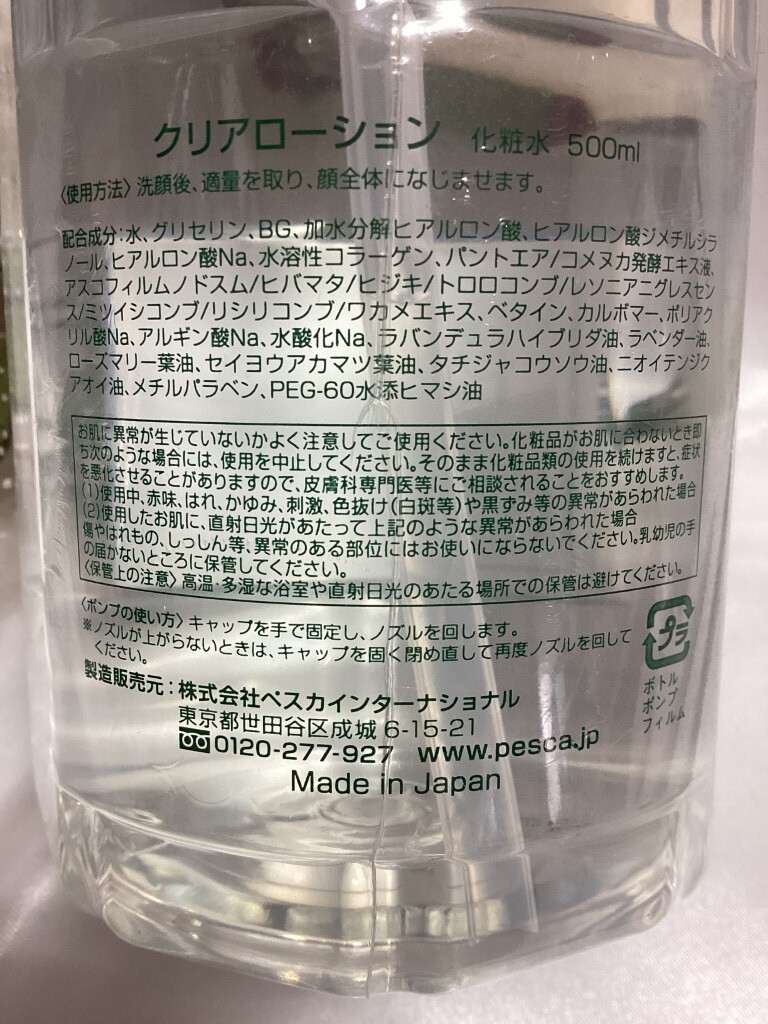 クリアローション 化粧水 500ml
〈使用方法〉洗顔後、適量を取り、顔全体になじませます。
配合成分:水、グリセリン、BG、加水分解ヒアルロン酸、ヒアルロン酸ジメチルシラ
ノール、ヒアルロン酸Na、水溶性コラーゲン、パントエア/コメヌカ発酵エキス液、
アスコフィルムノドスム/ヒバマタ/ヒジキ/トロロコンブ/レソニアニグレスセン
ス/ミツイシコンブ/リシリコンブ/ワカメエキス、ベタイン、カルボマー、ポリアク
リル酸Na、アルギン酸Na、水酸化Na、ラバンデュラハイブリダ油、ラベンダー油、
ローズマリー葉油、セイヨウアカマツ葉油、タチジャコウソウ油、ニオイテンジク
アオイ油、メチルパラベン、PEG-60水添ヒマシ油
お肌に異常が生じていないかよく注意してご使用ください。化粧品がお肌に合わないとき即
ち次のような場合には、使用を中止してください。そのまま化粧品類の使用を続けますと、症状
を悪化させることがありますので、皮膚科専門医等にご相談されることをおすすめします。
(1)使用中、赤味、はれ、かゆみ、刺激、色抜け(白斑等)や黒ずみ等の異常があらわれた場合
(2)使用したお肌に、直射日光があたって上記のような異常があらわれた場合
傷やはれもの、しっしん等、異常のある部位にはお使いにならないでください。乳幼児の手
の届かないところに保管してください。
〈保管上の注意〉高温・多湿な浴室や直射日光のあたる場所での保管は避けてください。
〈ポンプの使い方〉キャップを手で固定し、ノズルを回します。
※ノズルが上がらないときは、キャップを固く閉め直して再度ノズルを回して
ください。
プラ
ボトル
ポンプ
フィルム
製造販売元:株式会社ペスカインターナショナル
東京都世田谷区成城6-15-21
0120-277-927 www.pesca.jp
Made in Japan